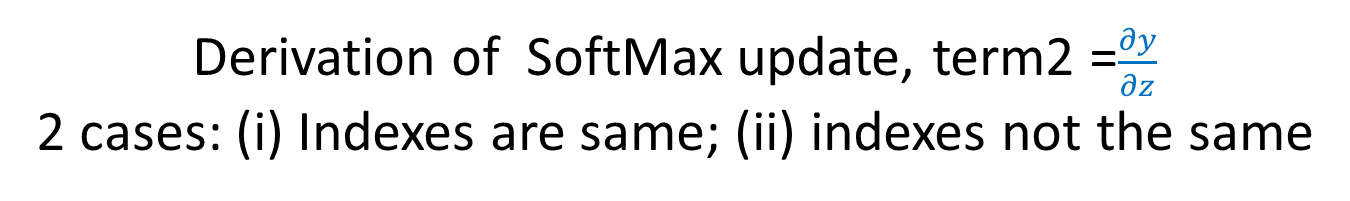 Derivation of  SoftMax update, term2 =∂y/∂z
2 cases: (i) Indexes are same; (ii) indexes not the same